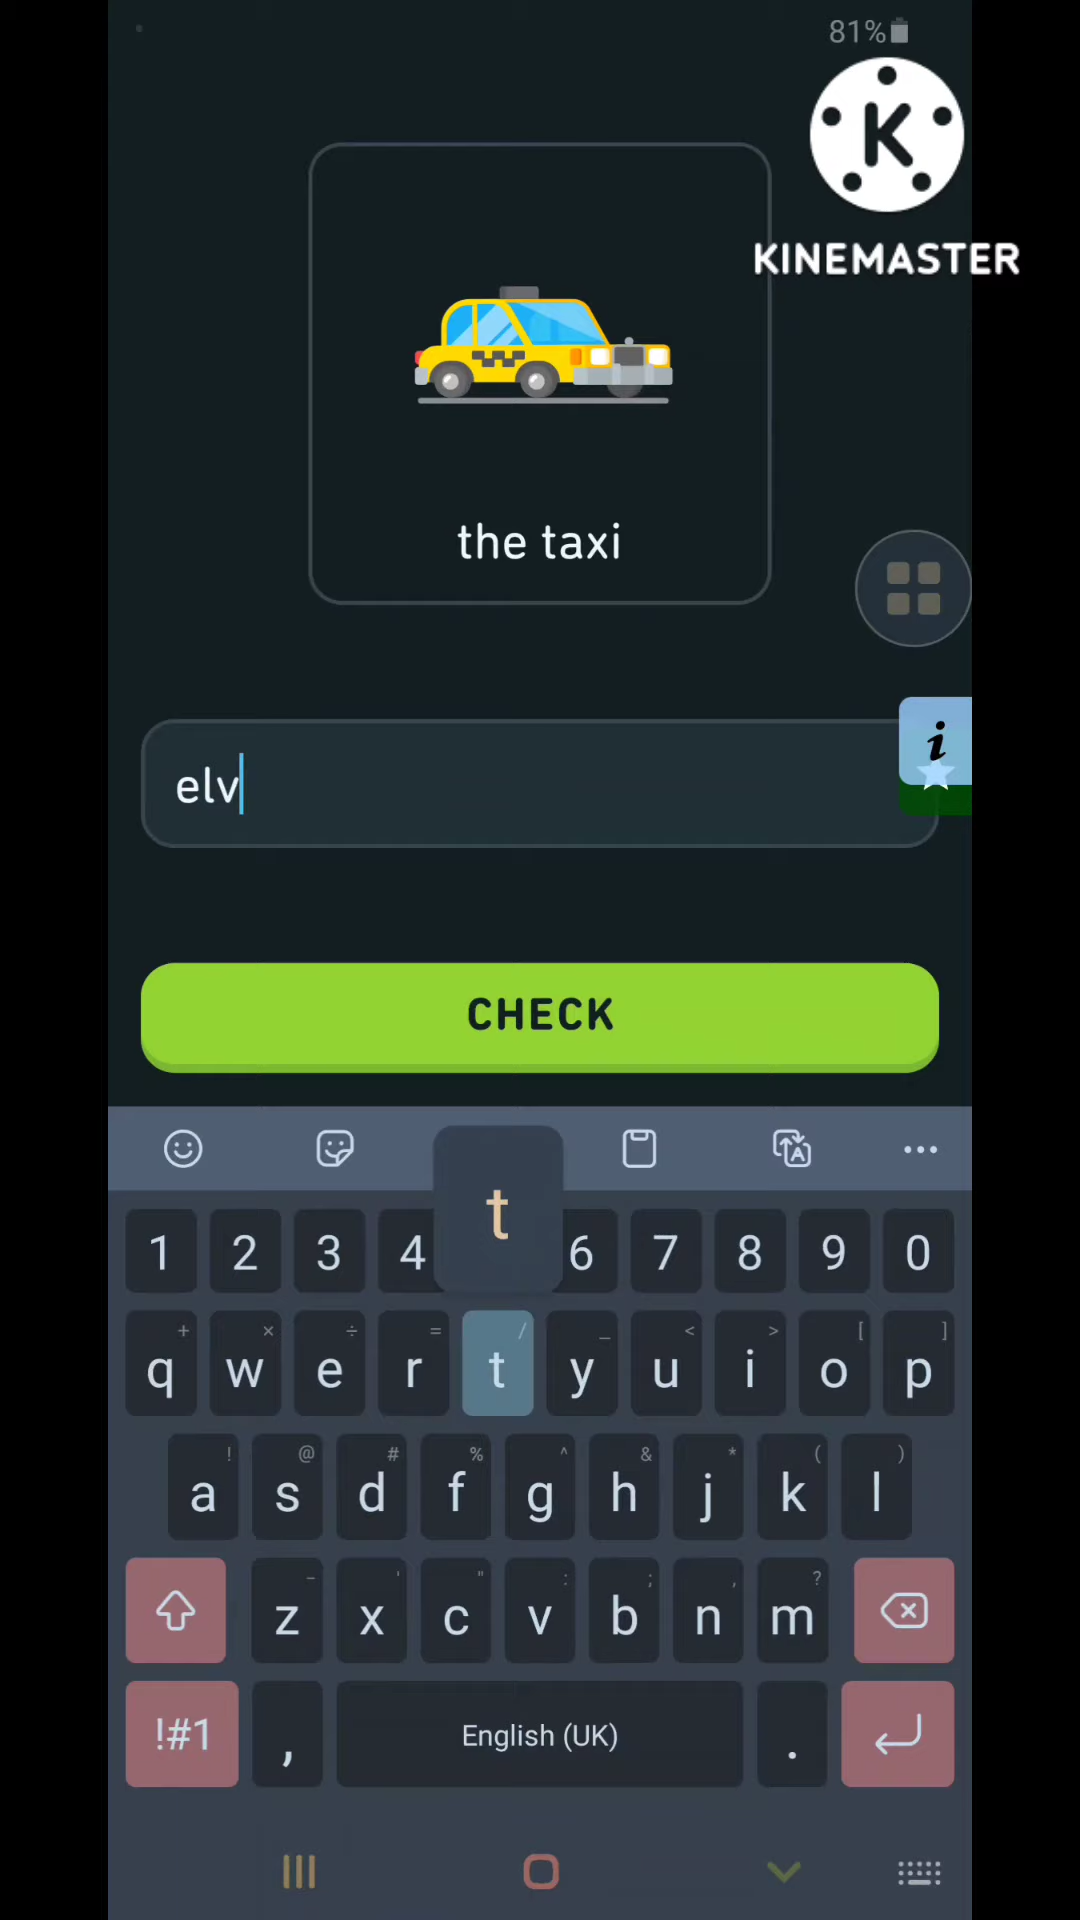 81%
K
KINEMASTER
the taxi
i
elv
CHECK
t
1 2 3 4 6 7 8 9 0
+ × ÷ = / _ < > [ ]
q w e r t y u i o p
! @ # % ^ & * ( )
a s d f g h j k l
- ' " : ; , ?
z x c v b n m
!#1 , English (UK) .